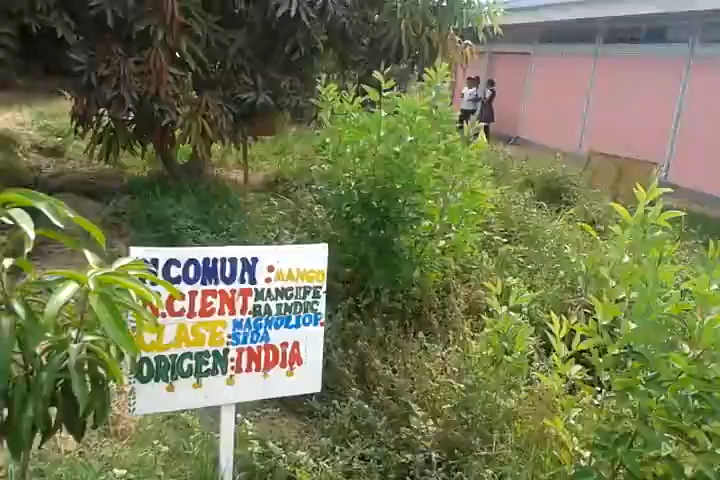 N.COMUN :MANGO
N.CIENT.MANGIFE-
RA INDIC
CLASE:MAGNOLIOP.
SIDA
ORIGEN:INDIA